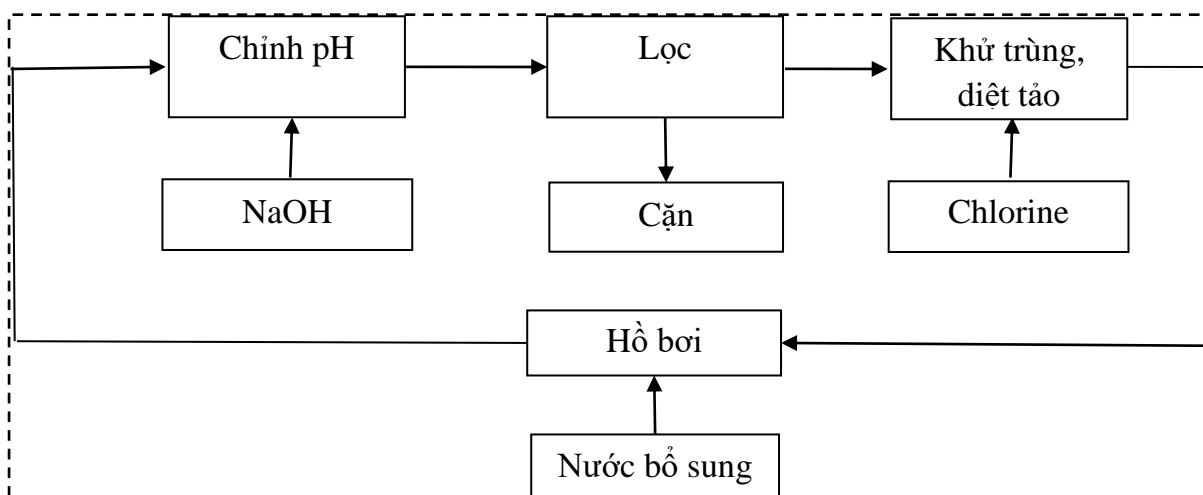 Chỉnh pH
Lọc
Khử trùng,
diệt tảo
NaOH
Cặn
Chlorine
Hồ bơi
Nước bổ sung